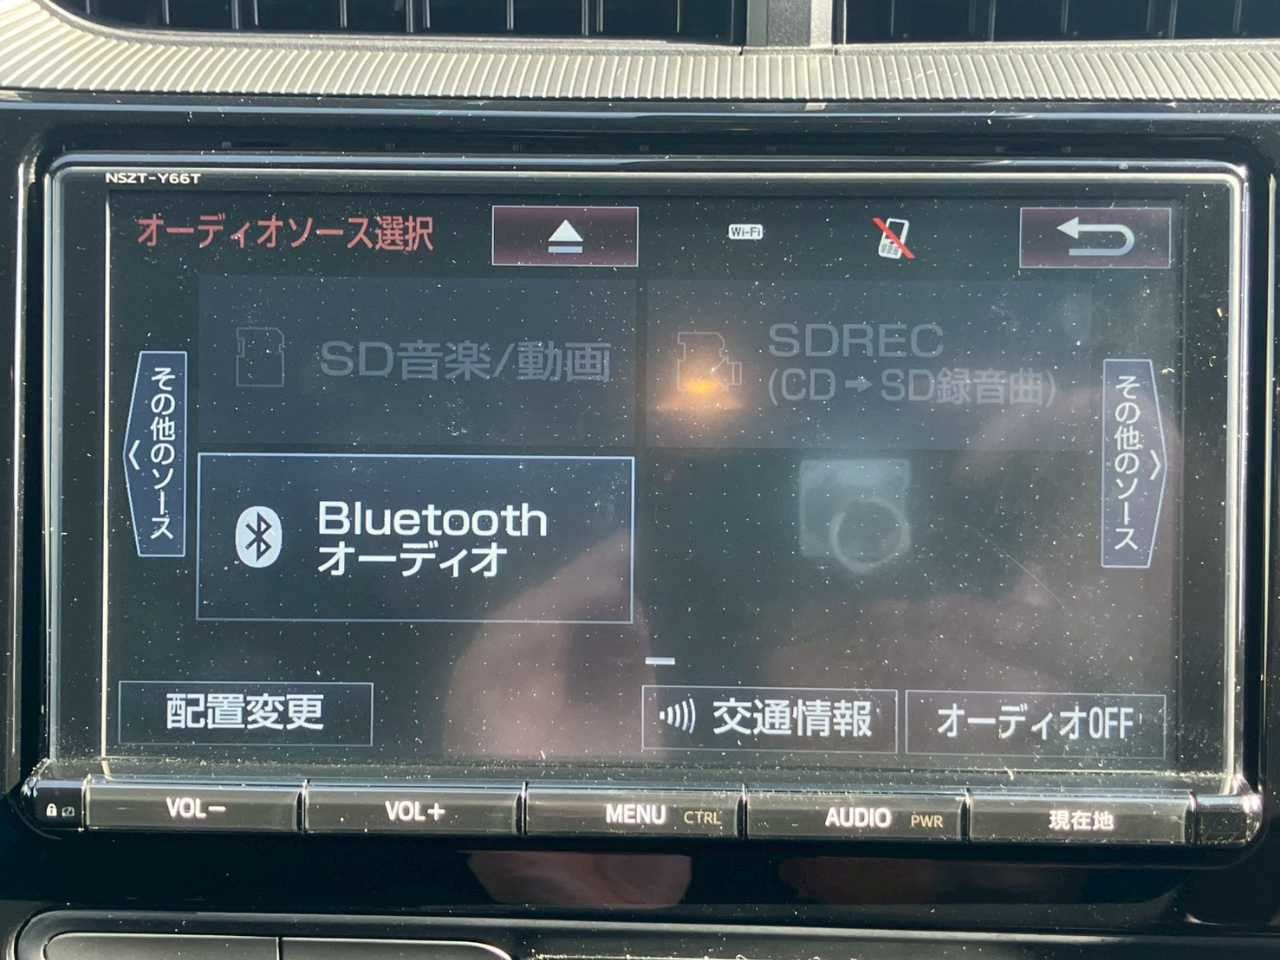 NSZT-Y66T
オーディオソース選択
Wi-Fi
SD音楽/動画
SDREC
(CD→SD録音曲)
その他のソース
その他のソース
Bluetooth
オーディオ
配置変更
交通情報
オーディオOFF
VOL－
VOL＋
MENU CTRL
AUDIO PWR
現在地